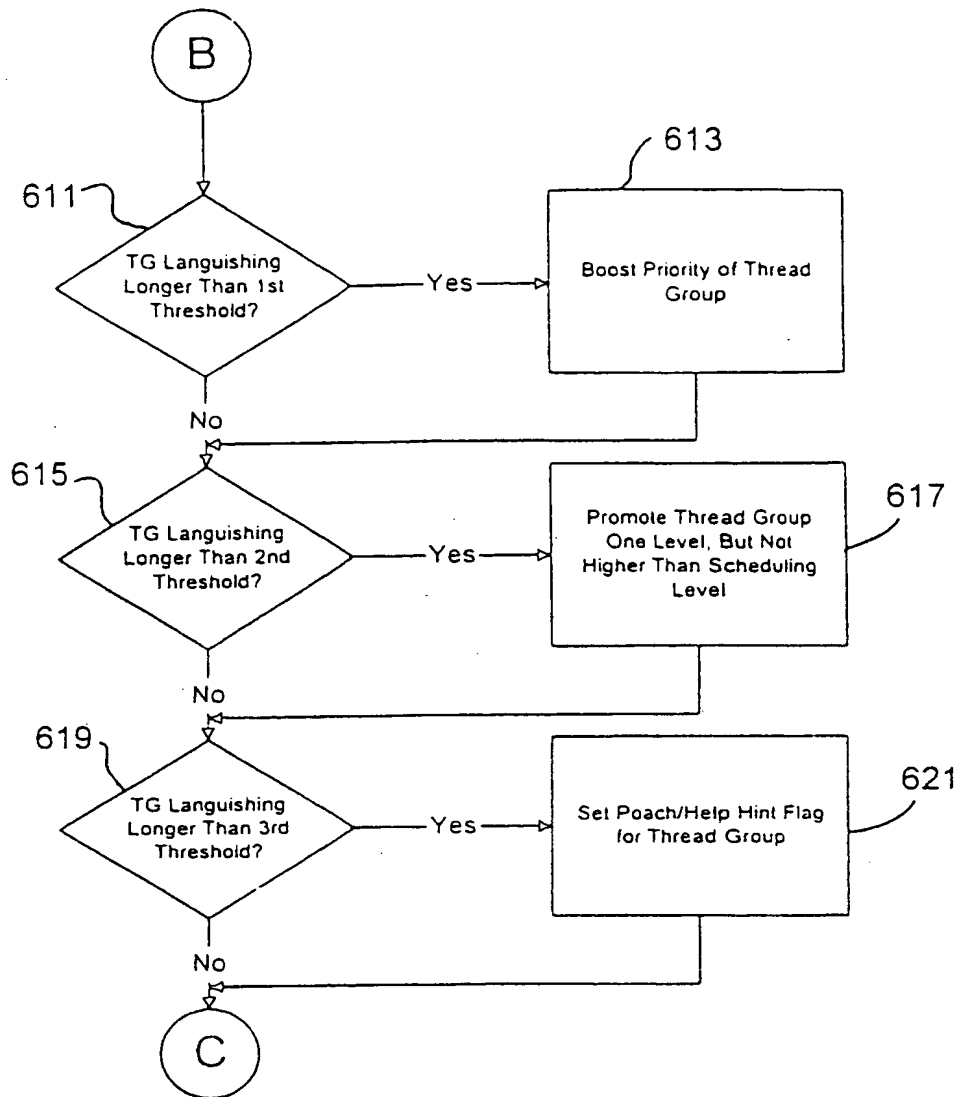 B
613
611
TG Languishing
Longer Than 1st
Threshold?
Yes
Boost Priority of Thread
Group
No
615
617
TG Languishing
Longer Than 2nd
Threshold?
Yes
Promote Thread Group
One Level, But Not
Higher Than Scheduling
Level
No
619
621
TG Languishing
Longer Than 3rd
Threshold?
Yes
Set Poach/Help Hint Flag
for Thread Group
No
C